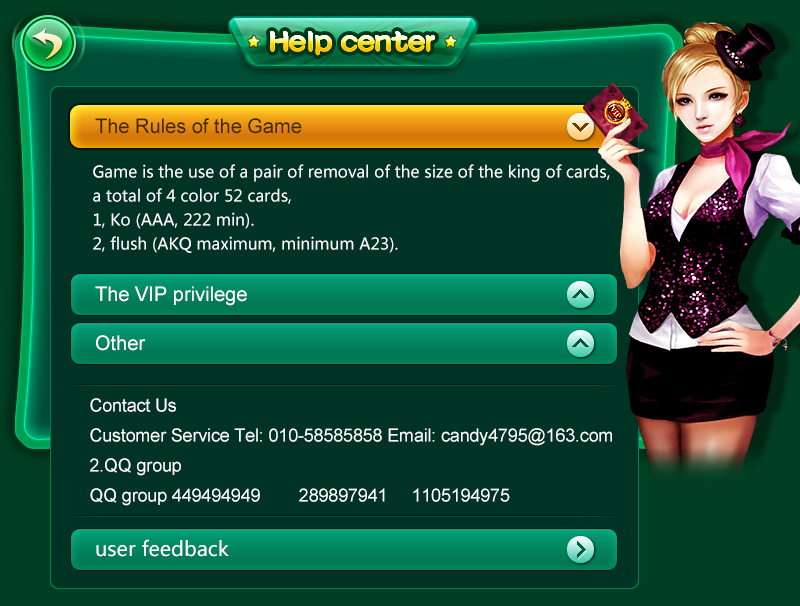 Help center
The Rules of the Game
Game is the use of a pair of removal of the size of the king of cards,
a total of 4 color 52 cards,
1, Ko (AAA, 222 min).
2, flush (AKQ maximum, minimum A23).
The VIP privilege
Other
Contact Us
Customer Service Tel: 010-58585858 Email: candy4795@163.com
2.QQ group
QQ group 449494949 289897941 1105194975
user feedback